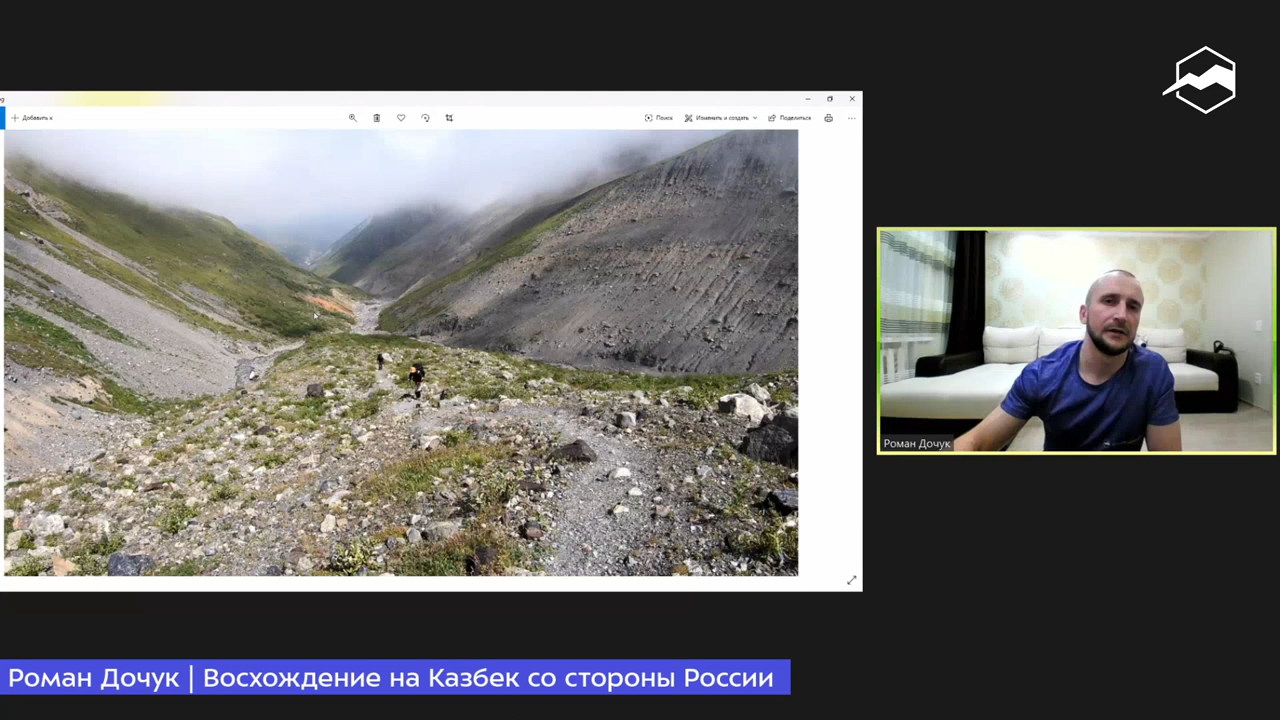 Добавить к
Поиск
Изменить и создать
Поделиться
Роман Дочук
Роман Дочук | Восхождение на Казбек со стороны России